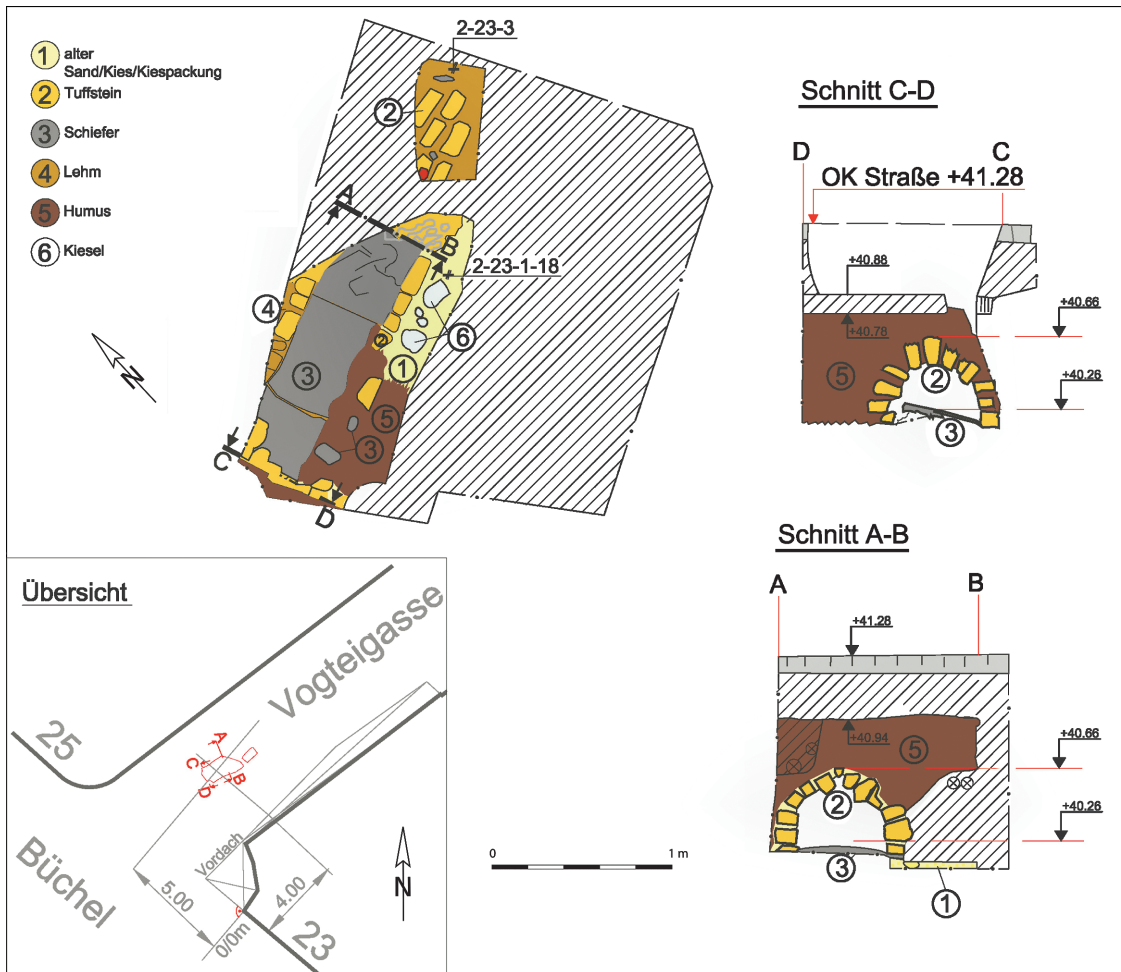 1 alter
Sand/Kies/Kiespackung
2 Tuffstein
3 Schiefer
4 Lehm
5 Humus
6 Kiesel
2-23-3
2
A
B
2-23-1-18
4
6
2
1
3
5
3
C
D
N
Schnitt C-D
D C
OK Straße +41.28
+40.88
+40.66
+40.78
5
2
+40.26
3
Schnitt A-B
A B
+41.28
+40.94
5
+40.66
2
+40.26
3
1
0 1 m
Übersicht
Vogteigasse
25
A
C
B
D
Büchel
Vordach
5.00
4.00
0/0m
23
N